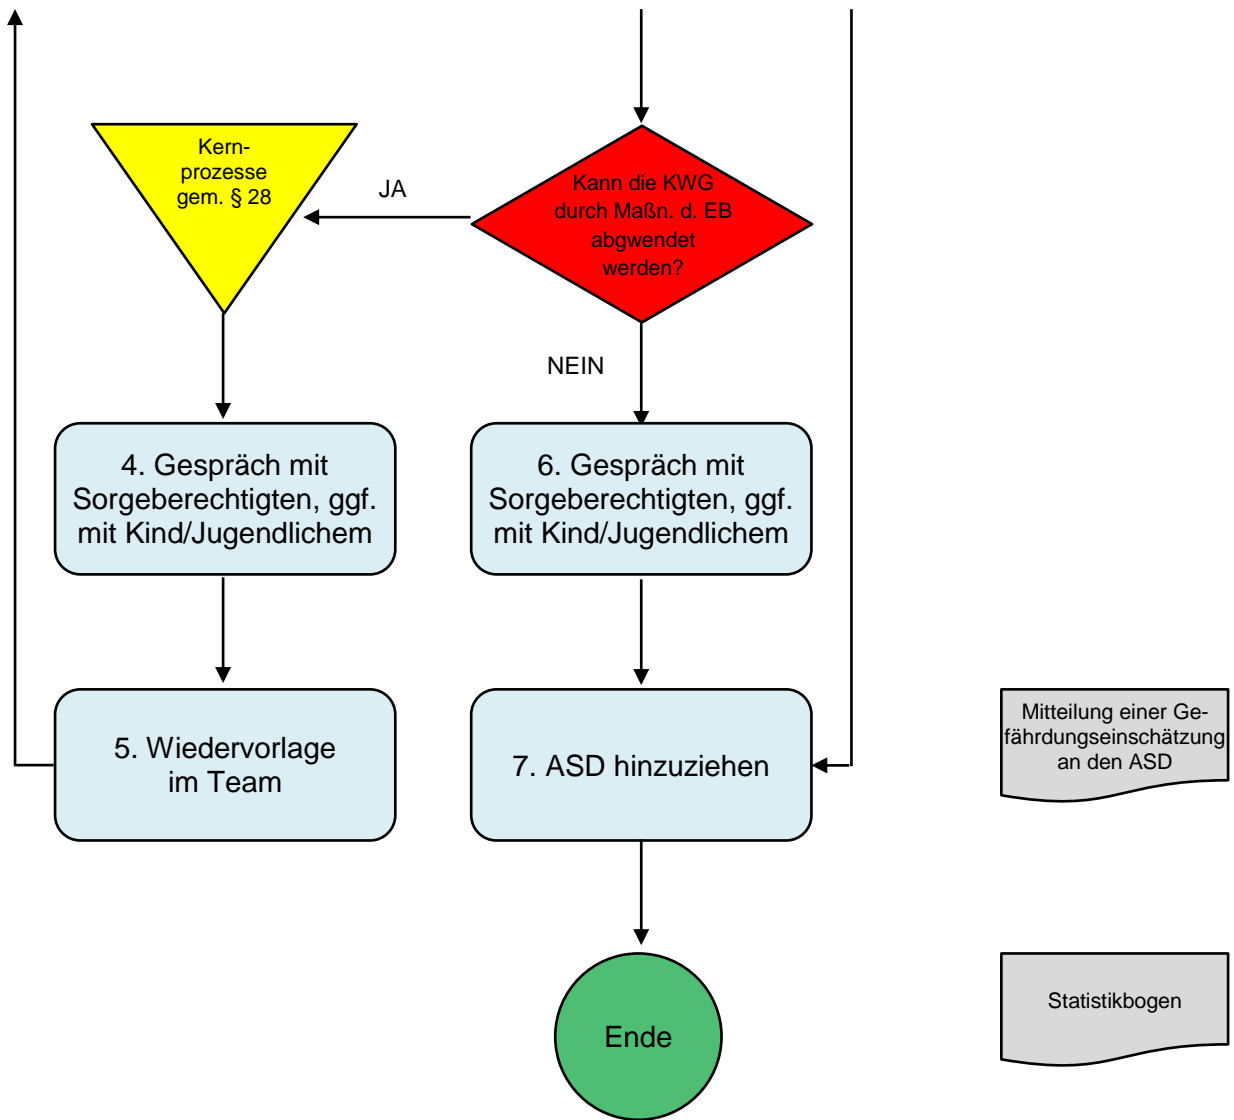 Kern-
prozesse
gem. § 28
JA
Kann die KWG
durch Maßn. d. EB
abgwendet
werden?
NEIN
4. Gespräch mit
Sorgeberechtigten, ggf.
mit Kind/Jugendlichem
6. Gespräch mit
Sorgeberechtigten, ggf.
mit Kind/Jugendlichem
5. Wiedervorlage
im Team
7. ASD hinzuziehen
Mitteilung einer Ge-
fährdungseinschätzung
an den ASD
Ende
Statistikbogen